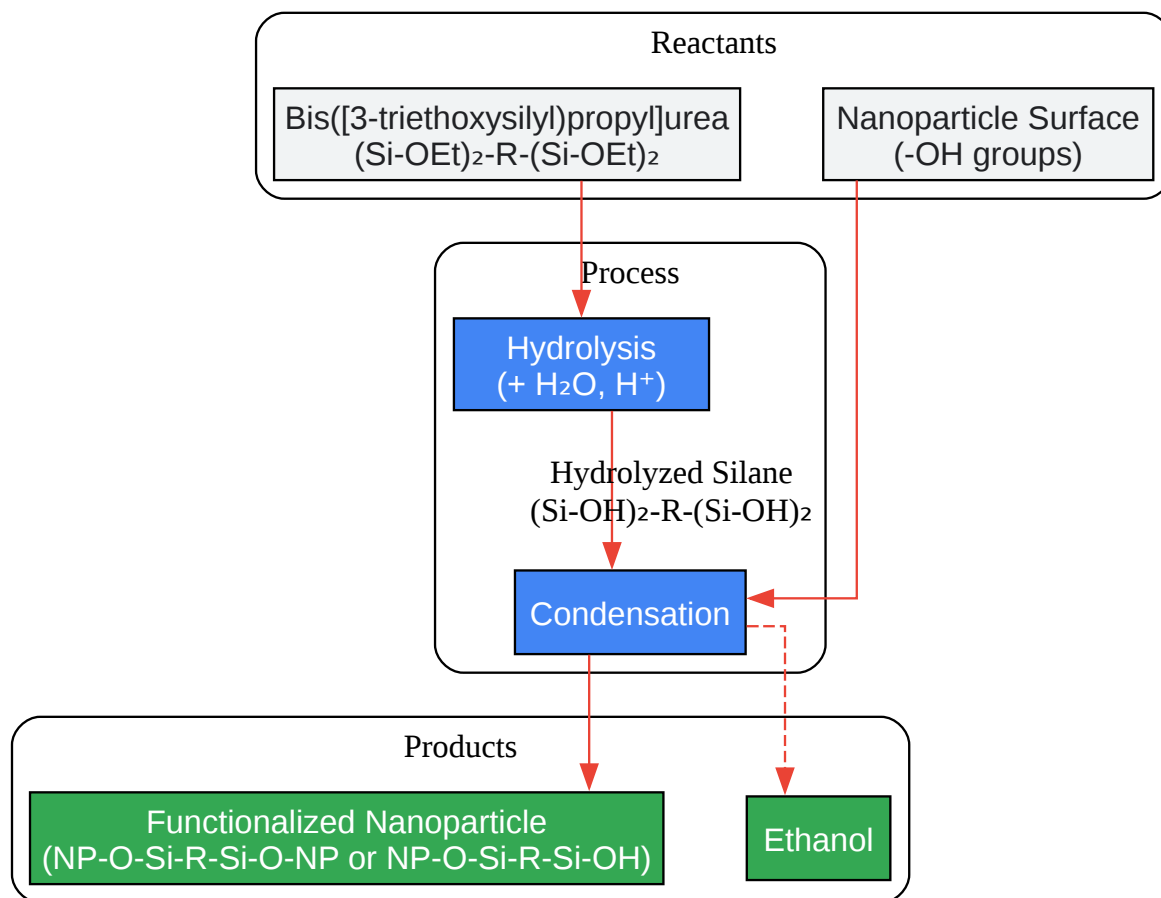 Reactants
Bis([3-triethoxysilyl)propyl]urea
(Si-OEt)₂-R-(Si-OEt)₂
Nanoparticle Surface
(-OH groups)
Process
Hydrolysis
(+ H₂O, H⁺)
Hydrolyzed Silane
(Si-OH)₂-R-(Si-OH)₂
Condensation
Products
Functionalized Nanoparticle
(NP-O-Si-R-Si-O-NP or NP-O-Si-R-Si-OH)
Ethanol